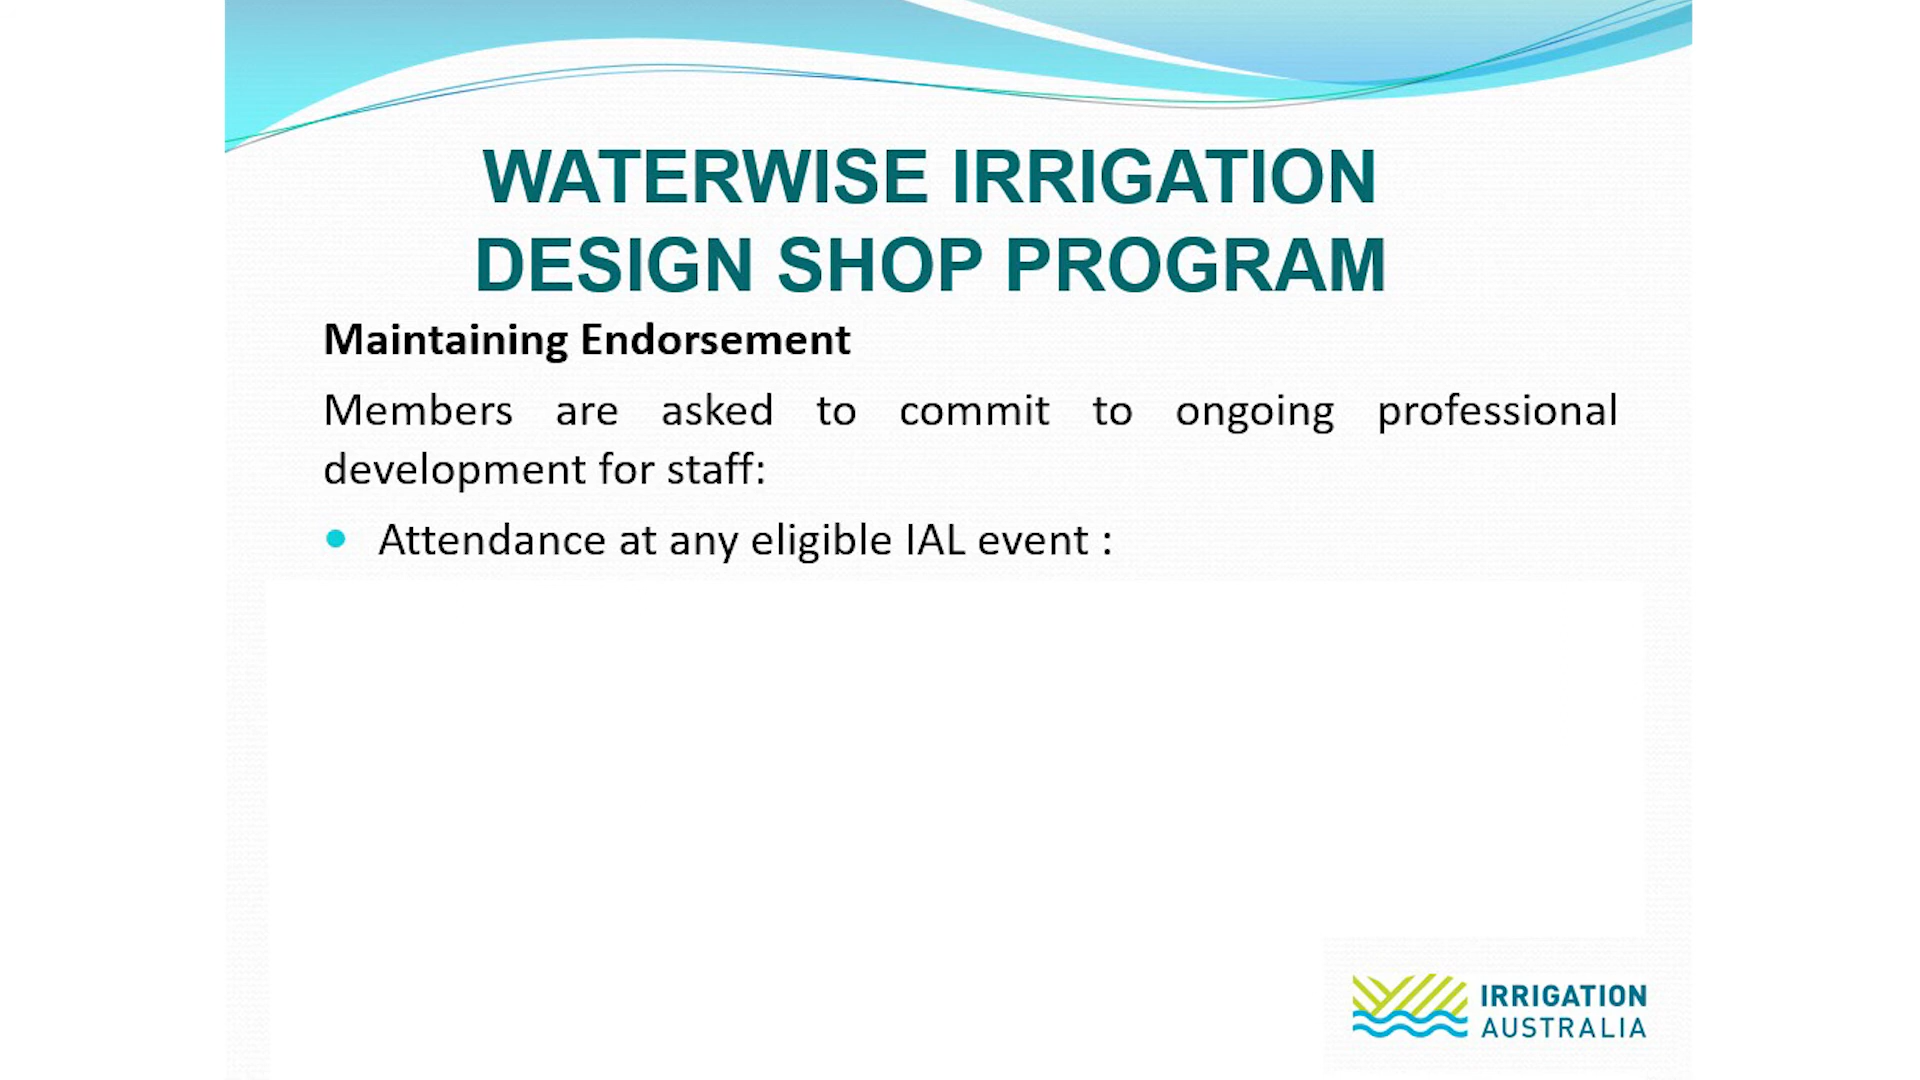 WATERWISE IRRIGATION
DESIGN SHOP PROGRAM
Maintaining Endorsement
Members are asked to commit to ongoing professional
development for staff:
• Attendance at any eligible IAL event :
IRRIGATION
AUSTRALIA